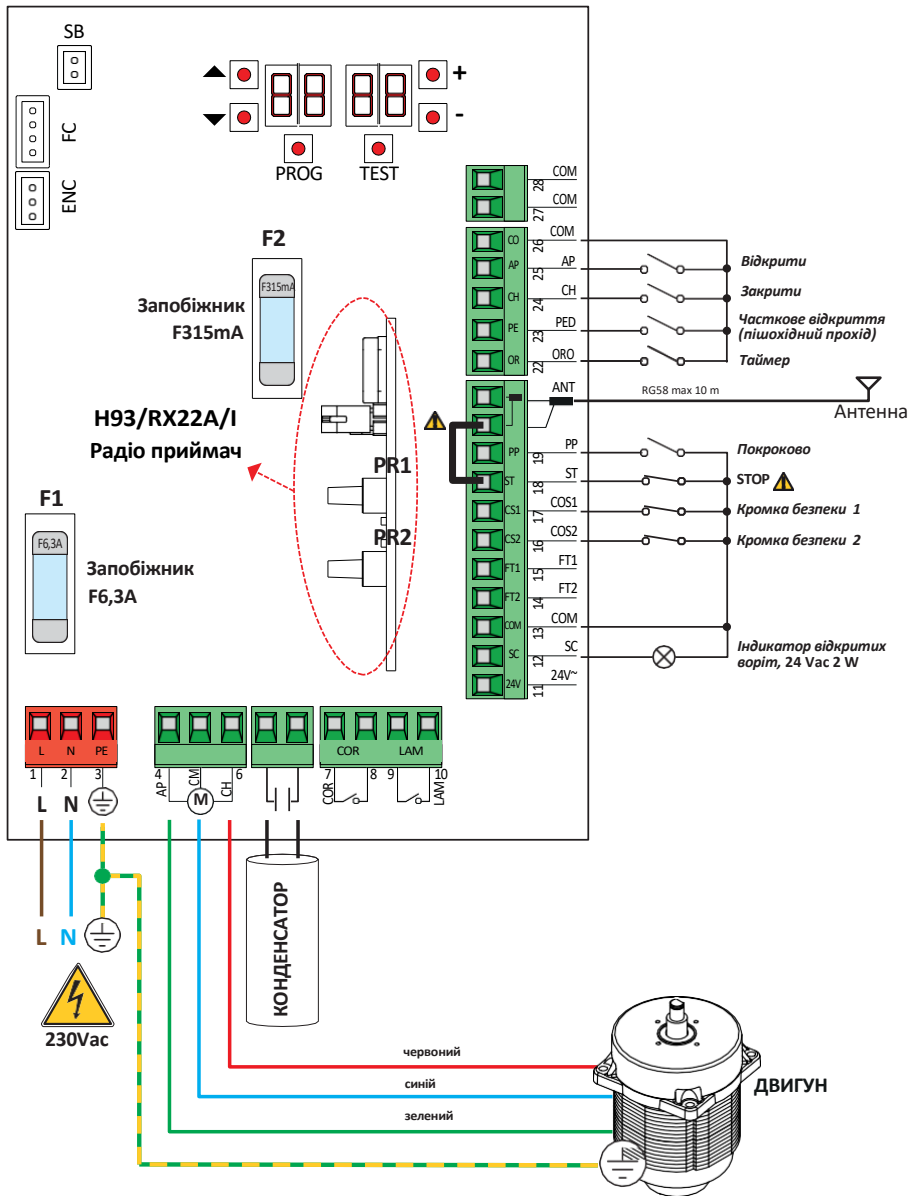 SB
FC
ENC
+
-
PROG
TEST
F2
F315mA
Запобіжник
F315mA
H93/RX22A/I
Радіо приймач
PR1
PR2
F1
F6,3A
Запобіжник
F6,3A
28 COM
27 COM
CO 26 COM
AP 25 AP
Відкрити
CH 24 CH
Закрити
PE 23 PED
Часткове відкриття
(пішохідний прохід)
OR 22 ORO
Таймер
ANT
RG58 max 10 m
Антенна
PP 19 PP
Покроково
ST 18 ST
STOP
CS1 17 COS1
Кромка безпеки 1
CS2 16 COS2
Кромка безпеки 2
FT1 15 FT1
FT2 14 FT2
COM 13 COM
SC 12 SC
Індикатор відкритих
воріт, 24 Vac 2 W
24V 11 24V~
L N PE
COR LAM
1 2 3
4 AP CM CH 6
M
7 COR 8 9 LAM 10
L N
L N
230Vac
КОНДЕНСАТОР
червоний
синій
зелений
ДВИГУН